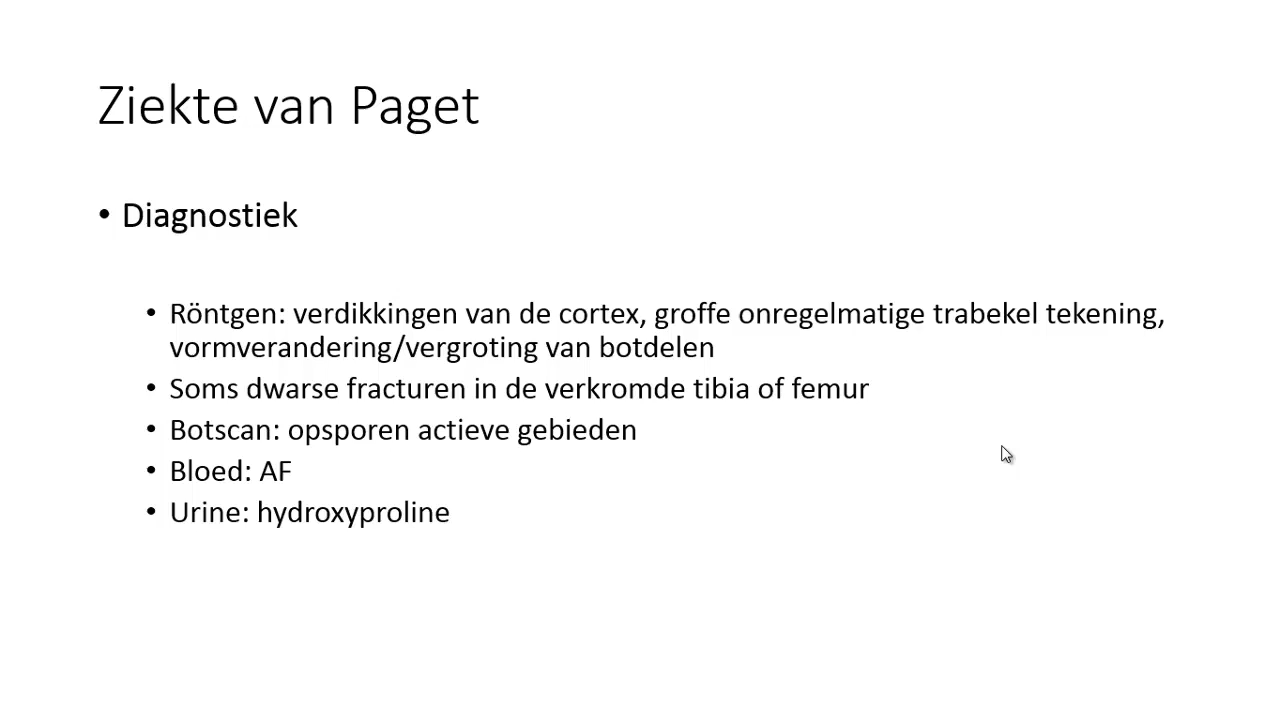 Ziekte van Paget
• Diagnostiek
• Röntgen: verdikkingen van de cortex, groffe onregelmatige trabekel tekening,
vormverandering/vergroting van botdelen
• Soms dwarse fracturen in de verkromde tibia of femur
• Botscan: opsporen actieve gebieden
• Bloed: AF
• Urine: hydroxyproline